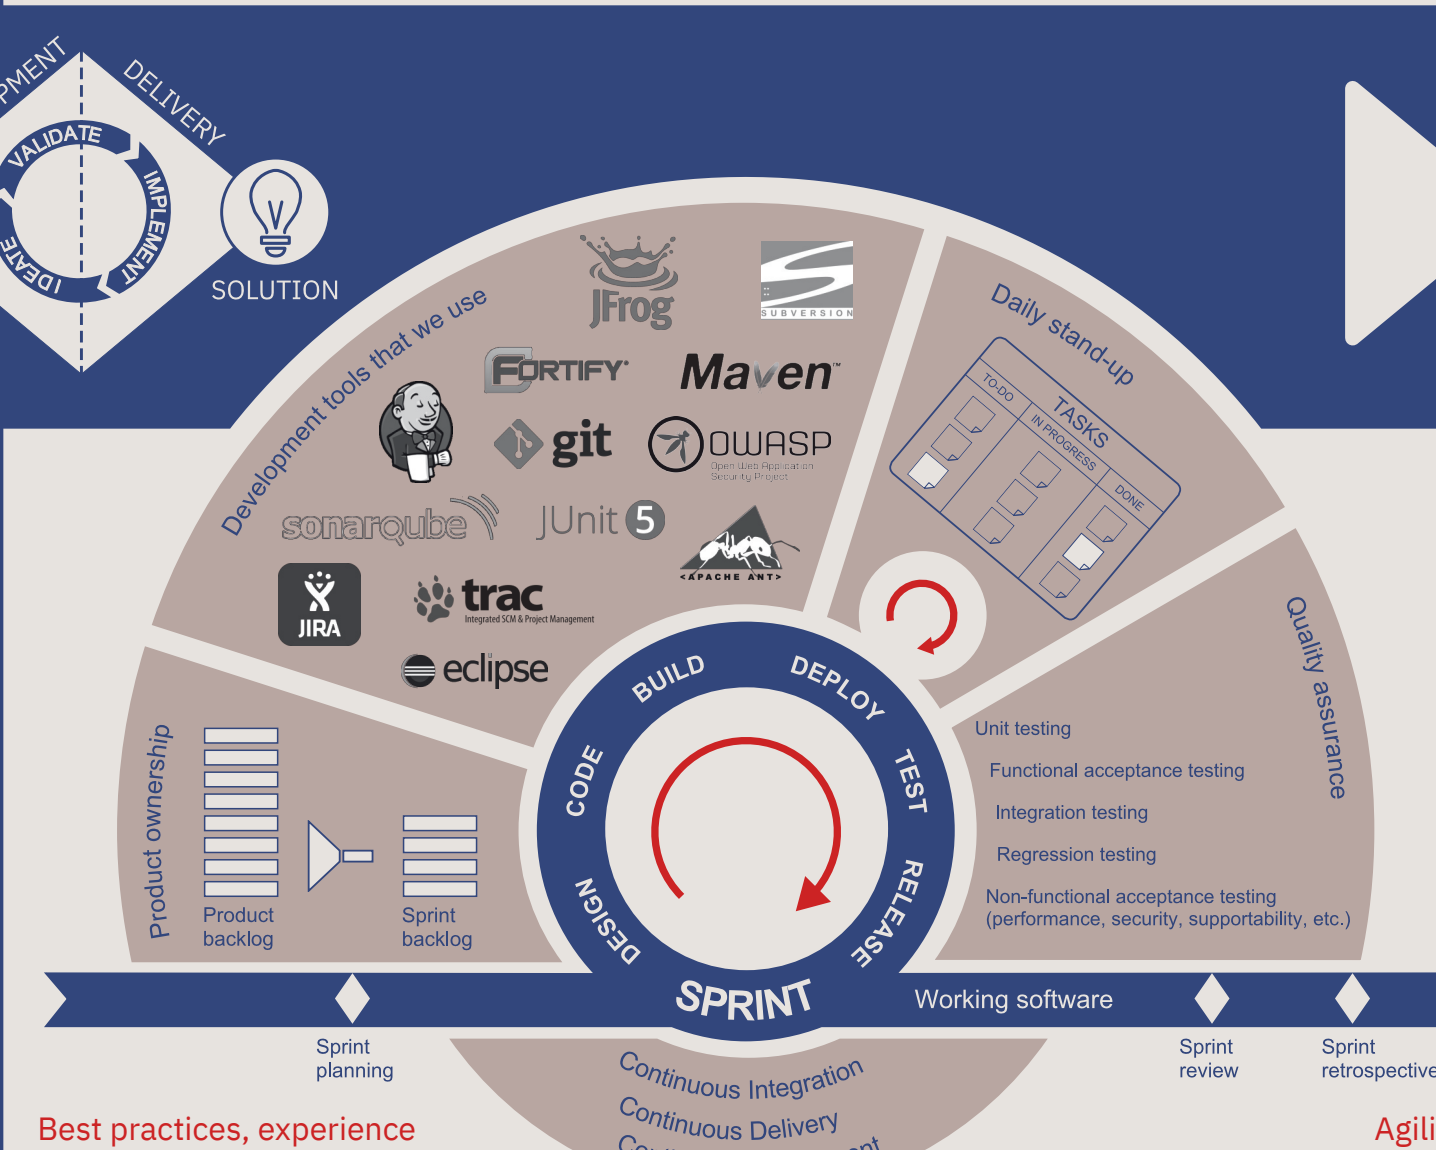 DELIVERY
VALIDATE
IMPLEMENT
IDEATE
SOLUTION
Development tools that we use
JFrog
SUBVERSION
FORTIFY
Maven™
git
OWASP
Open Web Application
Security Project
sonarqube
JUnit 5
<APACHE ANT>
JIRA
trac
Integrated SCM & Project Management
eclipse
Daily stand-up
TASKS
TO-DO
IN PROGRESS
DONE
Quality assurance
Unit testing
Functional acceptance testing
Integration testing
Regression testing
Non-functional acceptance testing
(performance, security, supportability, etc.)
Product ownership
Product
backlog
Sprint
backlog
DESIGN
CODE
BUILD
DEPLOY
TEST
RELEASE
SPRINT
Working software
Sprint
planning
Sprint
review
Sprint
retrospective
Continuous Integration
Continuous Delivery
Best practices, experience
Agili